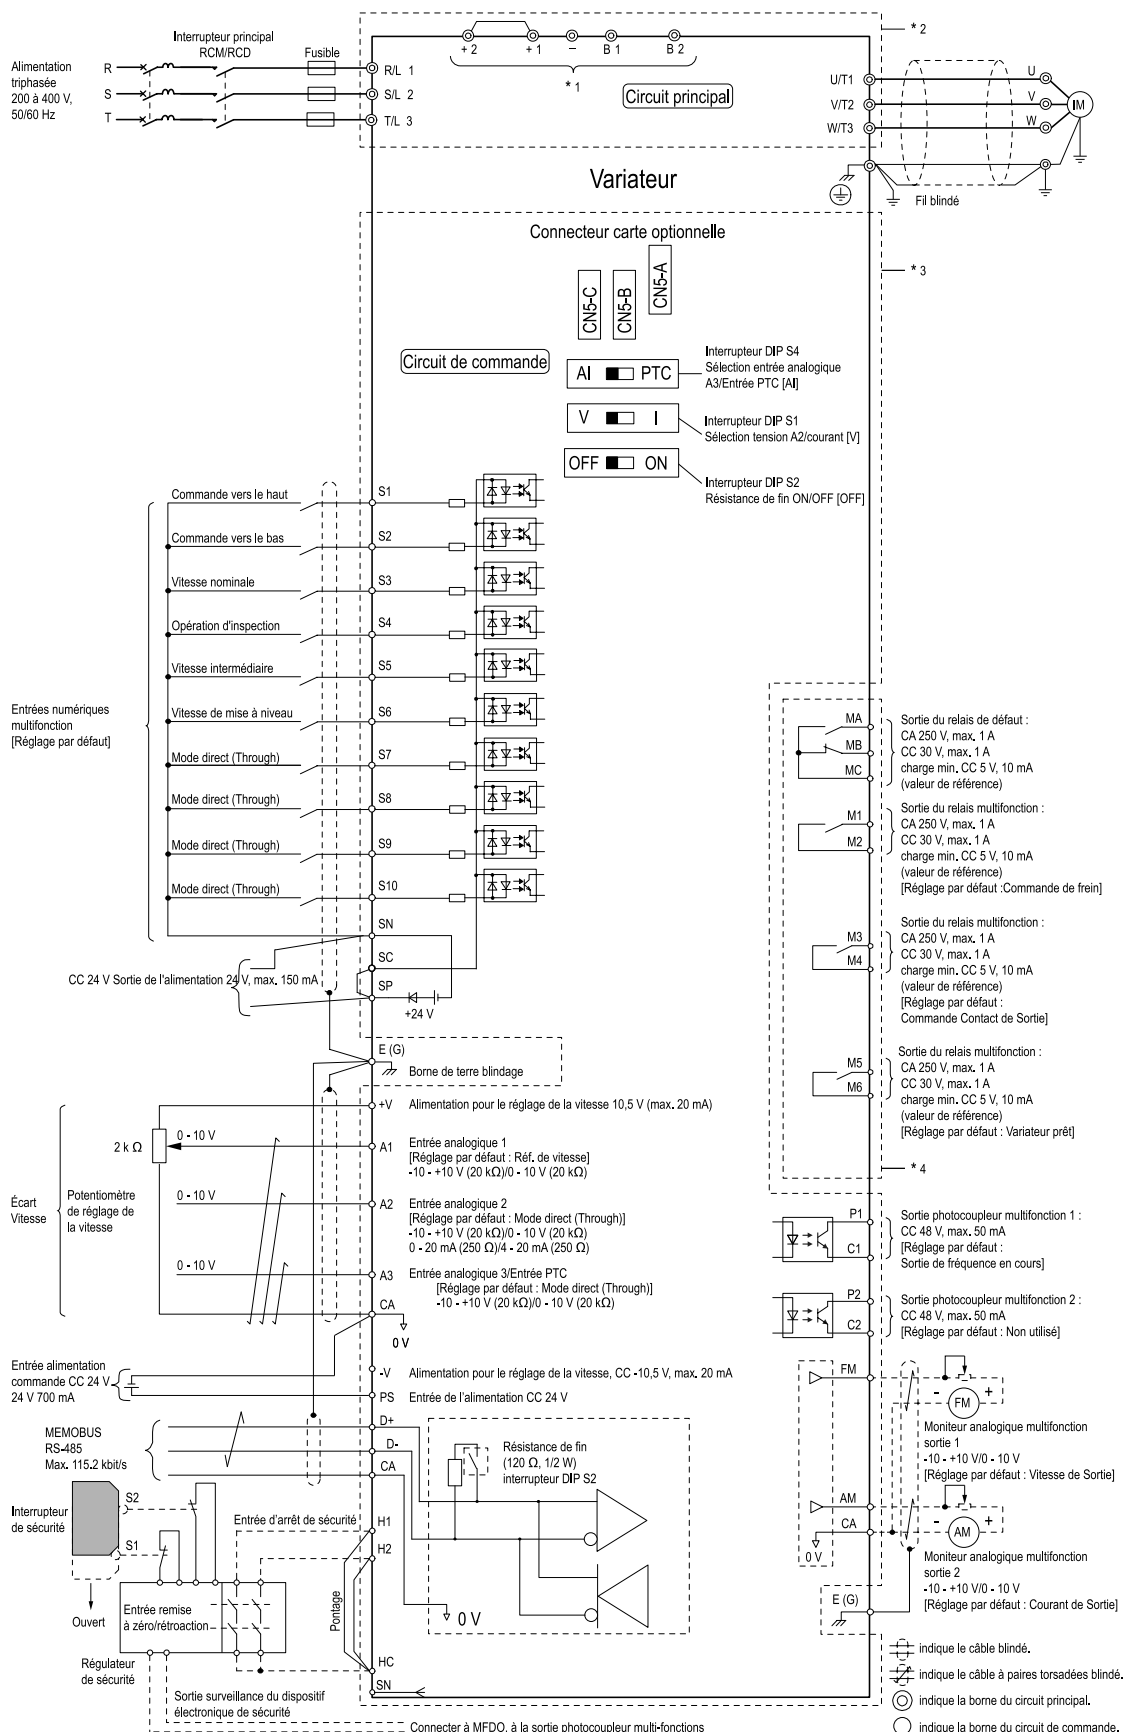 Interrupteur principal
RCM/RCD
Fusible
Alimentation
triphasée
200 à 400 V,
50/60 Hz
R
S
T
R/L 1
S/L 2
T/L 3
+ 2
+ 1
–
B 1
B 2
* 1
Circuit principal
* 2
U/T1
V/T2
W/T3
U
V
W
IM
Fil blindé
Variateur
Connecteur carte optionnelle
CN5-C
CN5-B
CN5-A
* 3
Circuit de commande
AI
PTC
Interrupteur DIP S4
Sélection entrée analogique
A3/Entrée PTC [AI]
V
I
Interrupteur DIP S1
Sélection tension A2/courant [V]
OFF
ON
Interrupteur DIP S2
Résistance de fin ON/OFF [OFF]
Entrées numériques
multifonction
[Réglage par défaut]
Commande vers le haut
S1
Commande vers le bas
S2
Vitesse nominale
S3
Opération d'inspection
S4
Vitesse intermédiaire
S5
Vitesse de mise à niveau
S6
Mode direct (Through)
S7
Mode direct (Through)
S8
Mode direct (Through)
S9
Mode direct (Through)
S10
SN
SC
SP
CC 24 V Sortie de l'alimentation 24 V, max. 150 mA
+24 V
E (G)
Borne de terre blindage
MA
MB
MC
Sortie du relais de défaut :
CA 250 V, max. 1 A
CC 30 V, max. 1 A
charge min. CC 5 V, 10 mA
(valeur de référence)
M1
M2
Sortie du relais multifonction :
CA 250 V, max. 1 A
CC 30 V, max. 1 A
charge min. CC 5 V, 10 mA
(valeur de référence)
[Réglage par défaut :Commande de frein]
M3
M4
Sortie du relais multifonction :
CA 250 V, max. 1 A
CC 30 V, max. 1 A
charge min. CC 5 V, 10 mA
(valeur de référence)
[Réglage par défaut :
Commande Contact de Sortie]
M5
M6
Sortie du relais multifonction :
CA 250 V, max. 1 A
CC 30 V, max. 1 A
charge min. CC 5 V, 10 mA
(valeur de référence)
[Réglage par défaut : Variateur prêt]
* 4
Écart
Vitesse
Potentiomètre
de réglage de
la vitesse
2 k Ω
0 - 10 V
0 - 10 V
0 - 10 V
+V
Alimentation pour le réglage de la vitesse 10,5 V (max. 20 mA)
A1
Entrée analogique 1
[Réglage par défaut : Réf. de vitesse]
-10 - +10 V (20 kΩ)/0 - 10 V (20 kΩ)
A2
Entrée analogique 2
[Réglage par défaut : Mode direct (Through)]
-10 - +10 V (20 kΩ)/0 - 10 V (20 kΩ)
0 - 20 mA (250 Ω)/4 - 20 mA (250 Ω)
A3
Entrée analogique 3/Entrée PTC
[Réglage par défaut : Mode direct (Through)]
-10 - +10 V (20 kΩ)/0 - 10 V (20 kΩ)
CA
0 V
P1
C1
Sortie photocoupleur multifonction 1 :
CC 48 V, max. 50 mA
[Réglage par défaut :
Sortie de fréquence en cours]
P2
C2
Sortie photocoupleur multifonction 2 :
CC 48 V, max. 50 mA
[Réglage par défaut : Non utilisé]
Entrée alimentation
commande CC 24 V
24 V 700 mA
-V
Alimentation pour le réglage de la vitesse, CC -10,5 V, max. 20 mA
PS
Entrée de l'alimentation CC 24 V
MEMOBUS
RS-485
Max. 115.2 kbit/s
D+
D-
CA
Résistance de fin
(120 Ω, 1/2 W)
interrupteur DIP S2
0 V
FM
- +
FM
Moniteur analogique multifonction
sortie 1
-10 - +10 V/0 - 10 V
[Réglage par défaut : Vitesse de Sortie]
AM
CA
0 V
- +
AM
Moniteur analogique multifonction
sortie 2
-10 - +10 V/0 - 10 V
[Réglage par défaut : Courant de Sortie]
E (G)
Interrupteur
de sécurité
S2
S1
Ouvert
Entrée d'arrêt de sécurité
H1
H2
Pontage
HC
SN
Entrée remise
à zéro/rétroaction
Régulateur
de sécurité
Sortie surveillance du dispositif
électronique de sécurité
Connecter à MFDO, à la sortie photocoupleur multi-fonctions
indique le câble blindé.
indique le câble à paires torsadées blindé.
indique la borne du circuit principal.
indique la borne du circuit de commande.